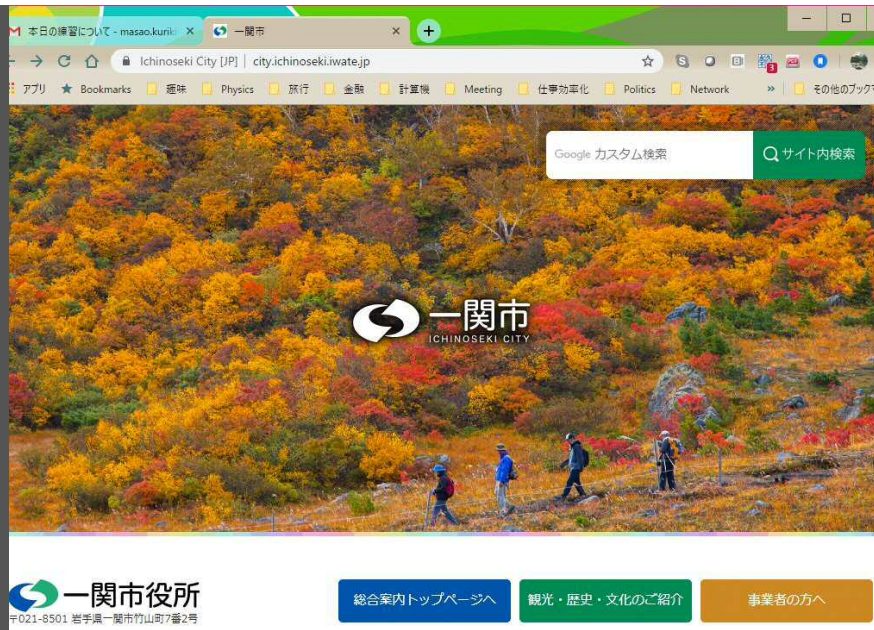 本日の練習について - masao.kurik
一関市
Ichinoseki City [JP] | city.ichinoseki.iwate.jp
アプリ Bookmarks 趣味 Physics 旅行 金融 計算機 Meeting 仕事効率化 Politics Network » その他のブックマ
Google カスタム検索 サイト内検索
一関市
ICHINOSEKI CITY
一関市役所
〒021-8501 岩手県一関市竹山町7番2号
総合案内トップページへ 観光・歴史・文化のご紹介 事業者の方へ